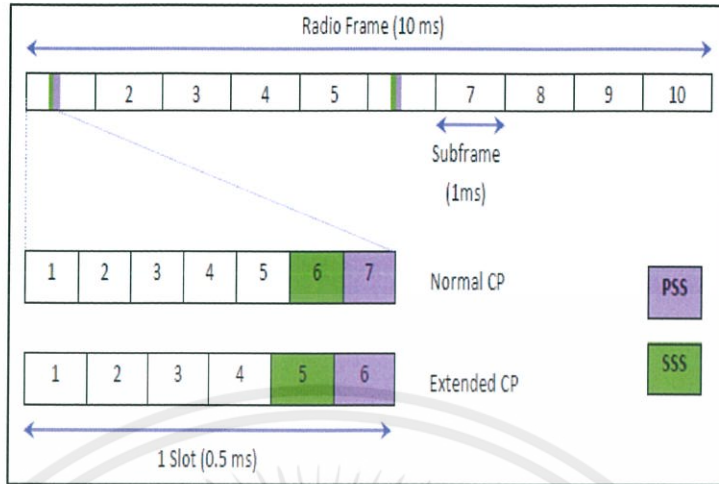 Radio Frame (10 ms)
2 3 4 5 7 8 9 10
Subframe
(1ms)
1 2 3 4 5 6 7 Normal CP
PSS
1 2 3 4 5 6 Extended CP
SSS
1 Slot (0.5 ms)